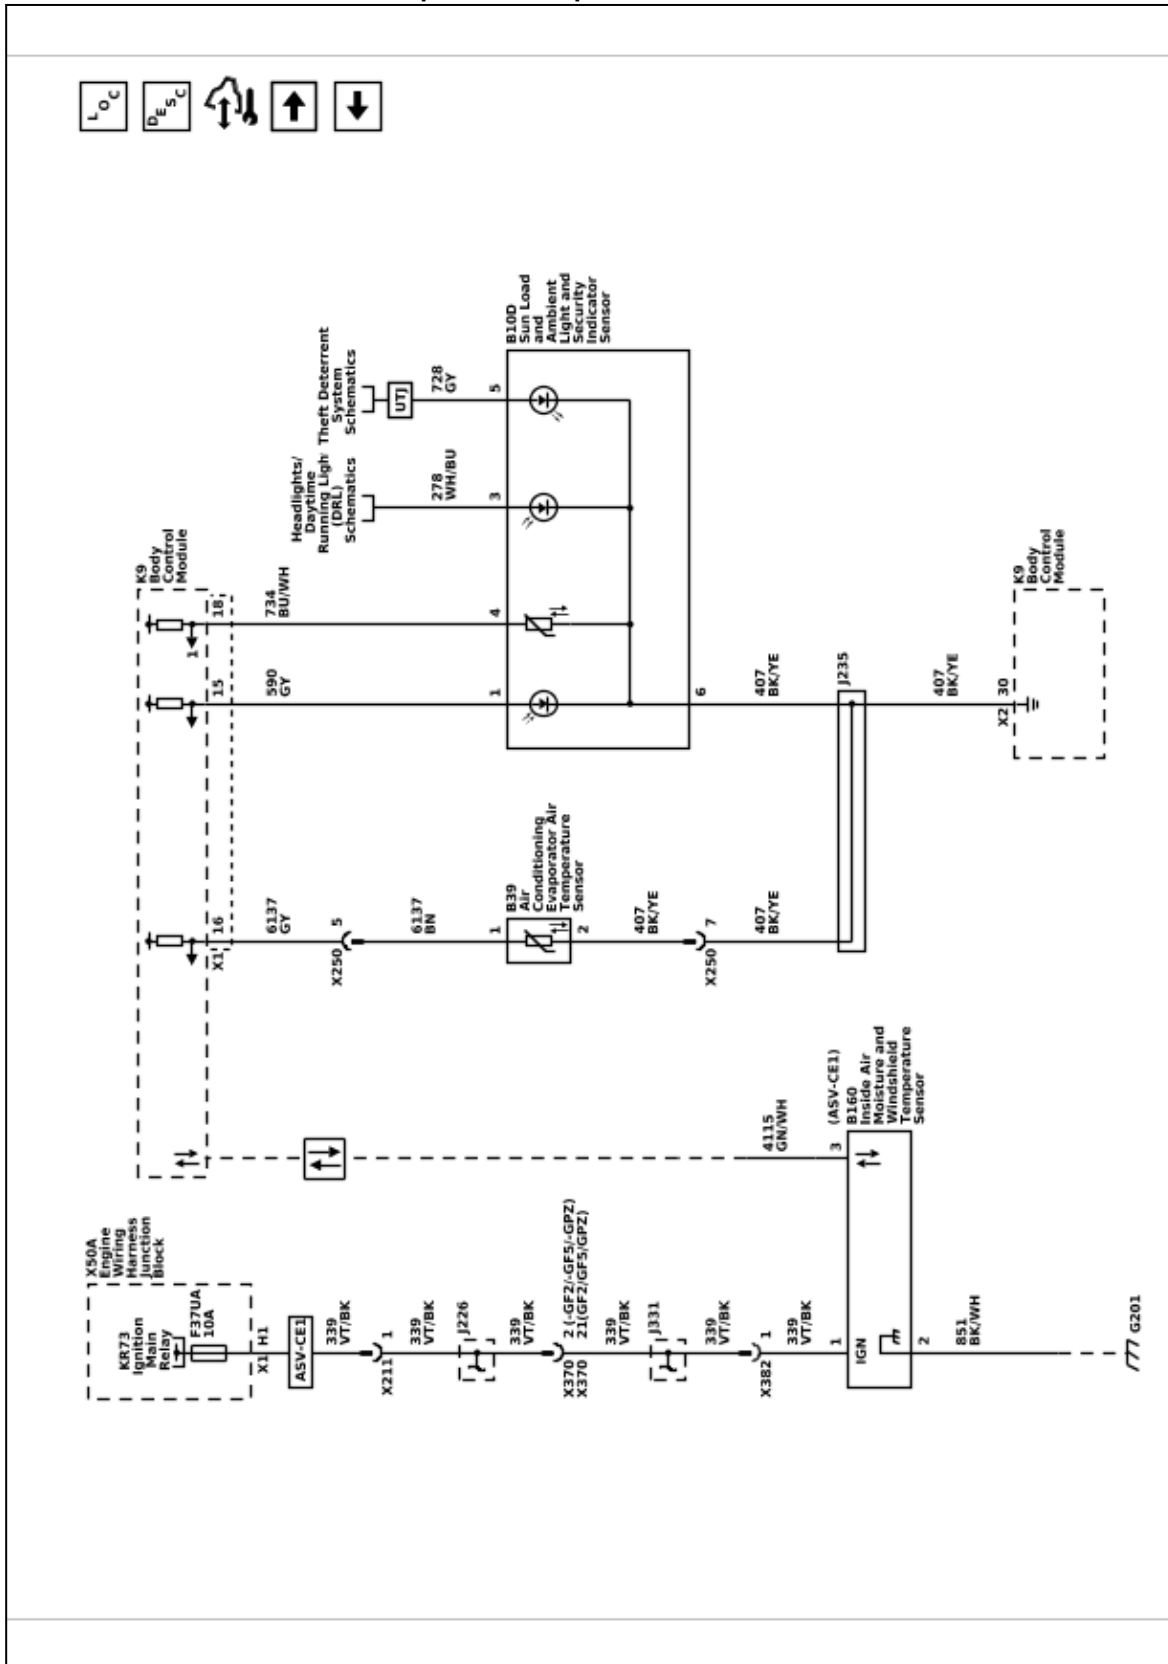 LOC
DESC
X50A
Engine
Wiring
Harness
Junction
Block
KR73
Ignition
Main
Relay
F37UA
10A
X1 H1
ASV-CE1
339
VT/BK
X211 1
339
VT/BK
J226
339
VT/BK
X370 2 (-GF2/-GF5/-GPZ)
X370 21(GF2/GF5/GPZ)
339
VT/BK
J331
339
VT/BK
X382 1
339
VT/BK
1
IGN
2
851
BK/WH
G201
3
4115
GN/WH
(ASV-CE1)
B160
Inside Air
Moisture and
Windshield
Temperature
Sensor
K9
Body
Control
Module
X1 16
6137
GY
X250 5
6137
BN
1
B39
Air
Conditioning
Evaporator Air
Temperature
Sensor
2
407
BK/YE
X250 7
407
BK/YE
15
590
GY
1
1
18
734
BU/WH
4
Headlights/
Daytime
Running Ligh
(DRL)
Schematics
278
WH/BU
3
Theft Deterrent
System
Schematics
UTJ
728
GY
5
B10D
Sun Load
and
Ambient
Light and
Security
Indicator
Sensor
6
407
BK/YE
J235
407
BK/YE
X2 30
K9
Body
Control
Module